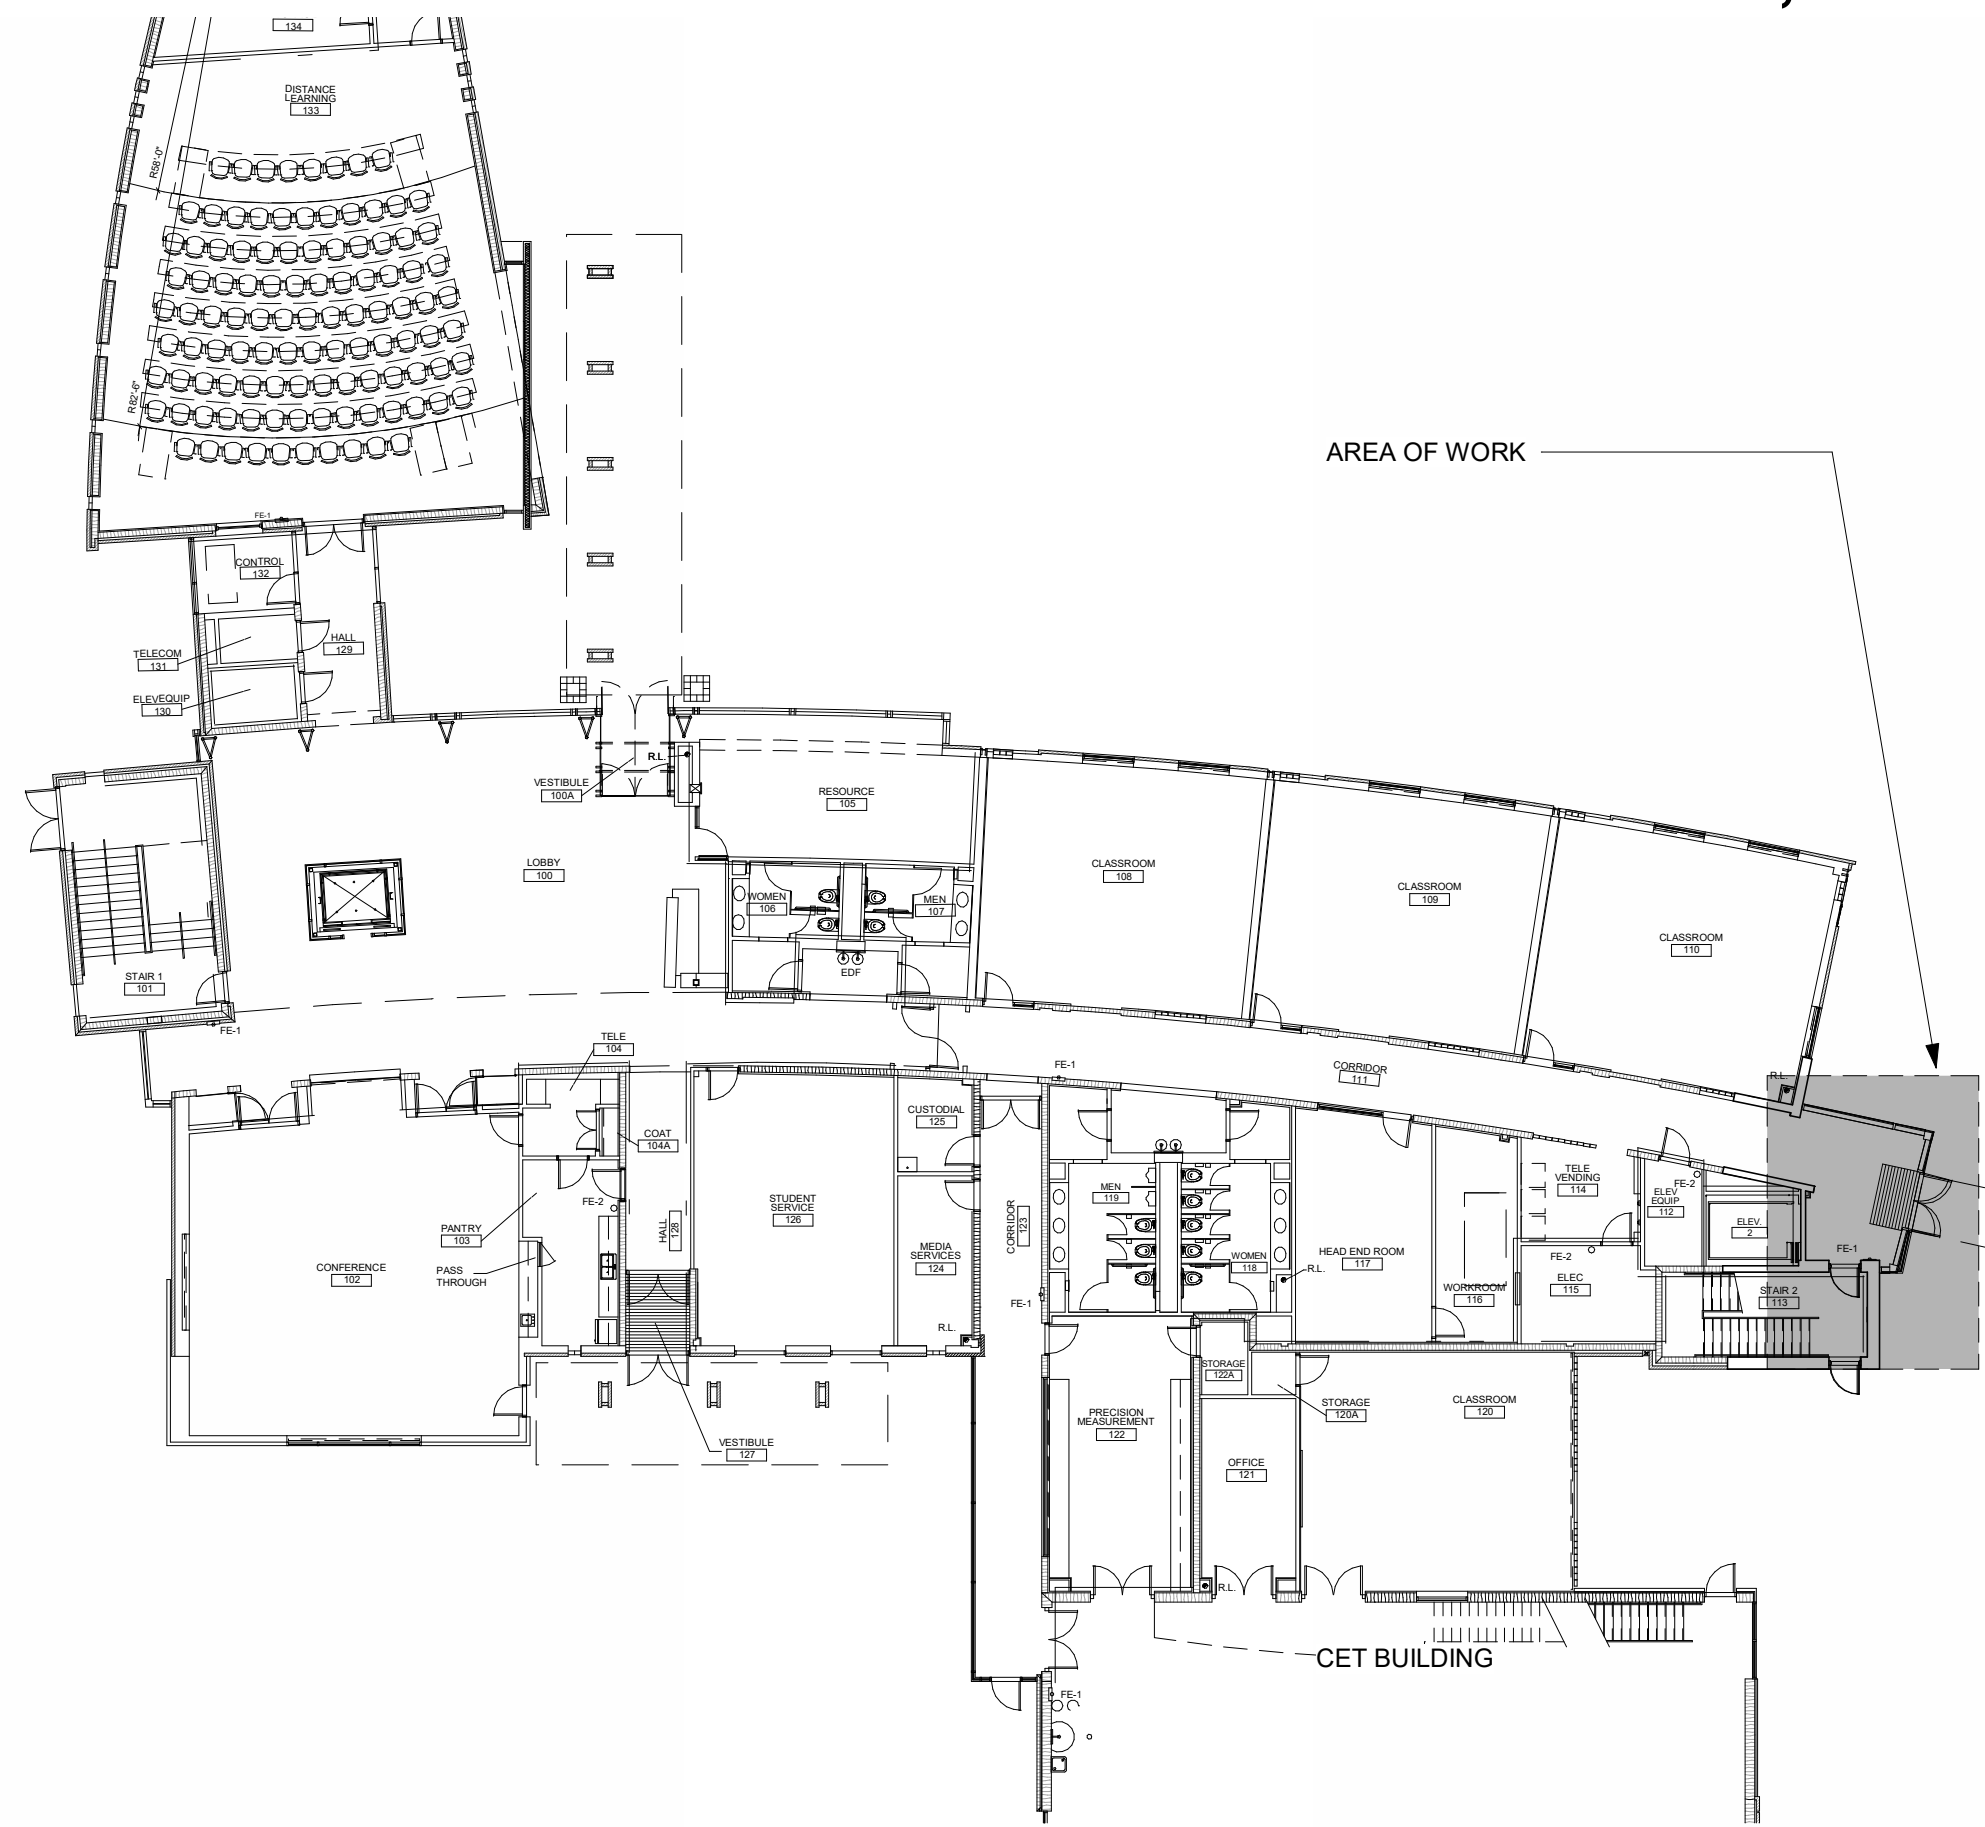 134
DISTANCE
LEARNING
133
R58'-0"
R82'-6"
AREA OF WORK
FE-1
CONTROL
132
TELECOM
131
HALL
129
ELEVEQUIP
130
R.L.
VESTIBULE
100A
RESOURCE
105
LOBBY
100
CLASSROOM
108
CLASSROOM
109
CLASSROOM
110
WOMEN
106
MEN
107
EDF
STAIR 1
101
FE-1
TELE
104
FE-1
CORRIDOR
111
R.L.
CUSTODIAL
125
COAT
104A
MEN
119
TELE
VENDING
114
FE-2
ELEV
EQUIP
112
ELEV.
2
FE-1
STUDENT
SERVICE
126
FE-2
HALL
128
CORRIDOR
123
PANTRY
103
MEDIA
SERVICES
124
WOMEN
118
R.L.
HEAD END ROOM
117
FE-2
ELEC
115
WORKROOM
116
STAIR 2
113
CONFERENCE
102
PASS
THROUGH
FE-1
R.L.
STORAGE
122A
STORAGE
120A
CLASSROOM
120
PRECISION
MEASUREMENT
122
VESTIBULE
127
OFFICE
121
R.L.
CET BUILDING
FE-1